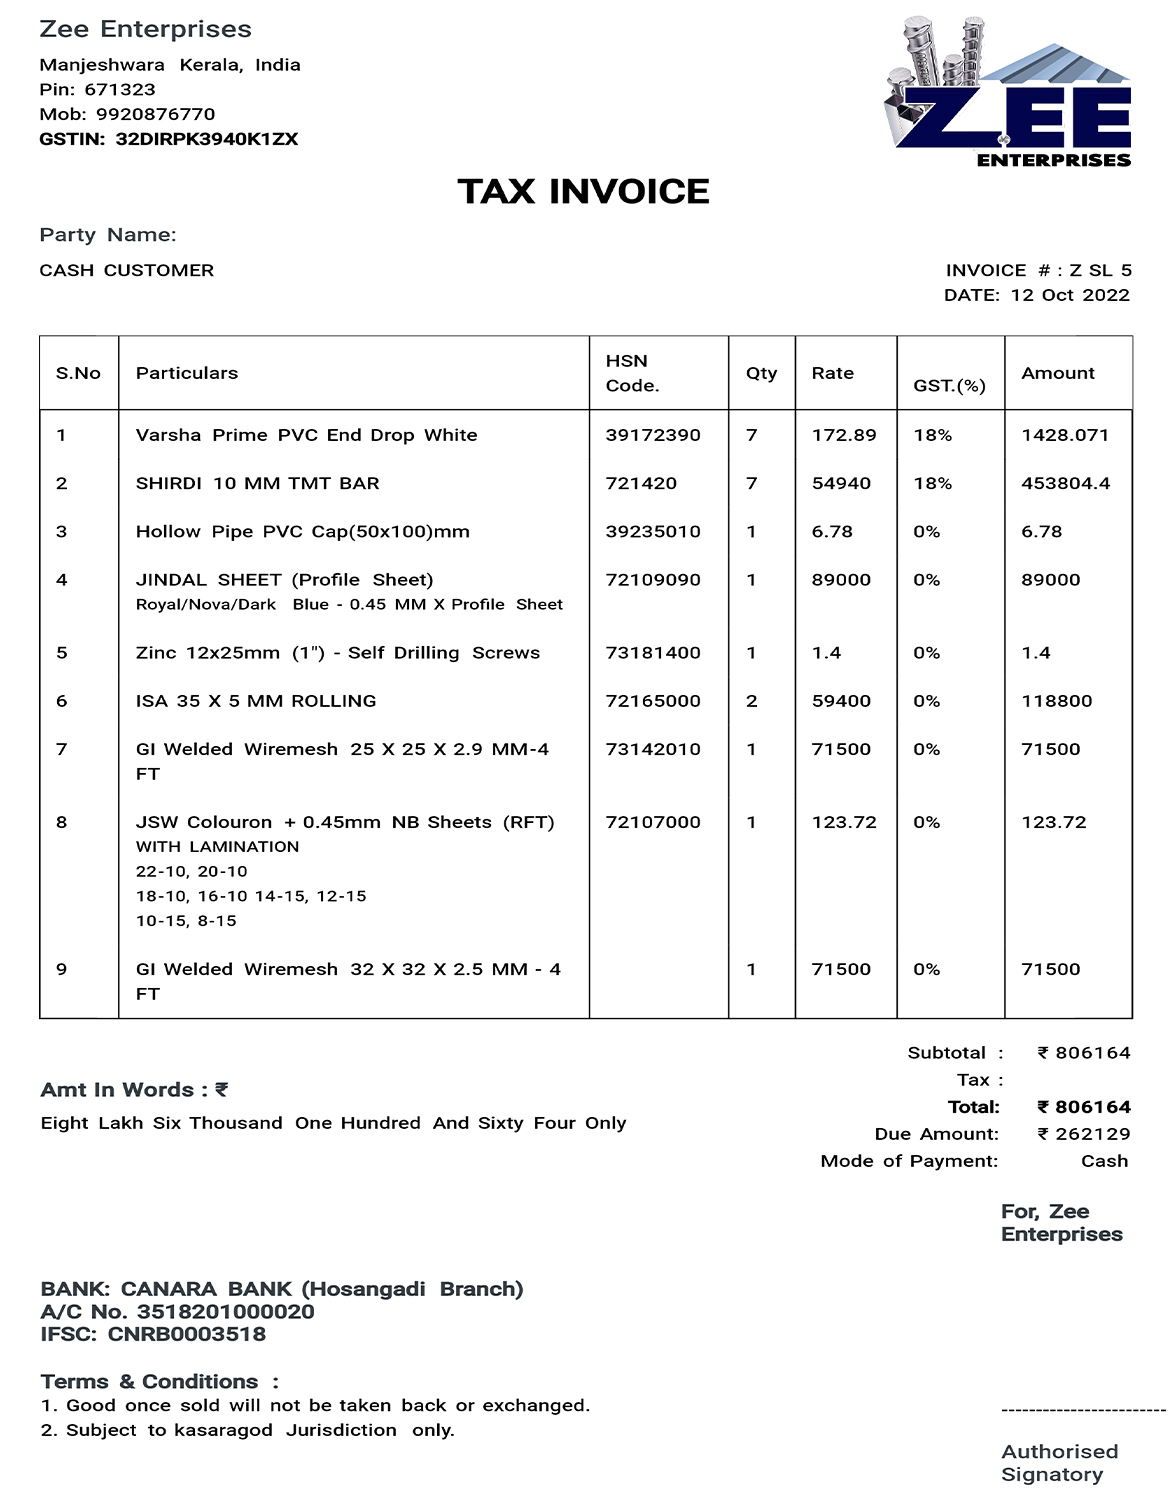 Zee Enterprises
Manjeshwara Kerala, India
Pin: 671323
Mob: 9920876770
GSTIN: 32DIRPK3940K1ZX
Z.EE
ENTERPRISES
TAX INVOICE
Party Name:
CASH CUSTOMER
INVOICE # : Z SL 5
DATE: 12 Oct 2022
S.No Particulars HSN Code. Qty Rate GST.(%) Amount
1 Varsha Prime PVC End Drop White 39172390 7 172.89 18% 1428.071
2 SHIRDI 10 MM TMT BAR 721420 7 54940 18% 453804.4
3 Hollow Pipe PVC Cap(50x100)mm 39235010 1 6.78 0% 6.78
4 JINDAL SHEET (Profile Sheet) 72109090 1 89000 0% 89000
Royal/Nova/Dark Blue - 0.45 MM X Profile Sheet
5 Zinc 12x25mm (1") - Self Drilling Screws 73181400 1 1.4 0% 1.4
6 ISA 35 X 5 MM ROLLING 72165000 2 59400 0% 118800
7 GI Welded Wiremesh 25 X 25 X 2.9 MM-4 73142010 1 71500 0% 71500
FT
8 JSW Colouron + 0.45mm NB Sheets (RFT) 72107000 1 123.72 0% 123.72
WITH LAMINATION
22-10, 20-10
18-10, 16-10 14-15, 12-15
10-15, 8-15
9 GI Welded Wiremesh 32 X 32 X 2.5 MM - 4 1 71500 0% 71500
FT
Subtotal : ₹ 806164
Tax :
Total: ₹ 806164
Due Amount: ₹ 262129
Mode of Payment: Cash
Amt In Words : ₹
Eight Lakh Six Thousand One Hundred And Sixty Four Only
For, Zee
Enterprises
BANK: CANARA BANK (Hosangadi Branch)
A/C No. 3518201000020
IFSC: CNRB0003518
Terms & Conditions :
1. Good once sold will not be taken back or exchanged.
2. Subject to kasaragod Jurisdiction only.
------------------------
Authorised
Signatory